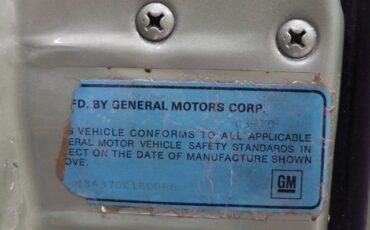 FD. BY GENERAL MOTORS CORP.
S VEHICLE CONFORMS TO ALL APPLICABLE
ERAL MOTOR VEHICLE SAFETY STANDARDS IN
ECT ON THE DATE OF MANUFACTURE SHOWN
OVE.
GM